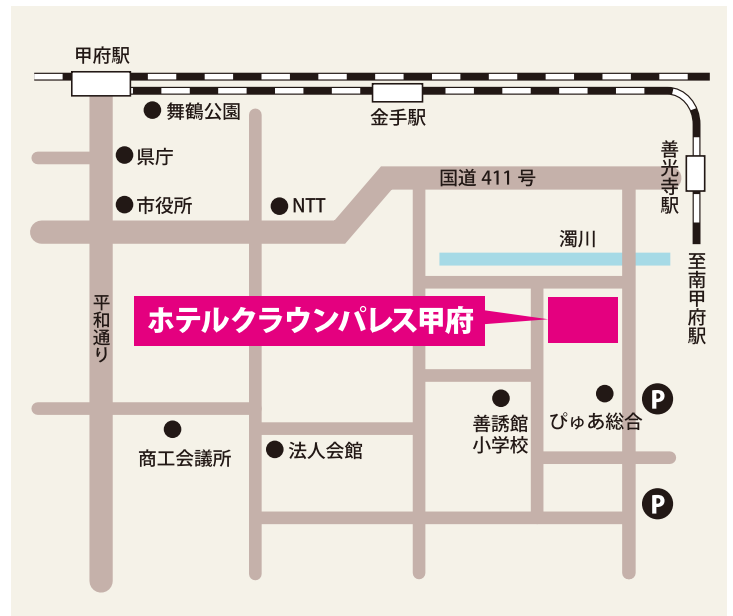 甲府駅
舞鶴公園
金手駅
県庁
善光寺駅
国道 411 号
市役所
NTT
濁川
至南甲府駅
平和通り
ホテルクラウンパレス甲府
P
善誘館
小学校
ぴゅあ総合
商工会議所
法人会館
P